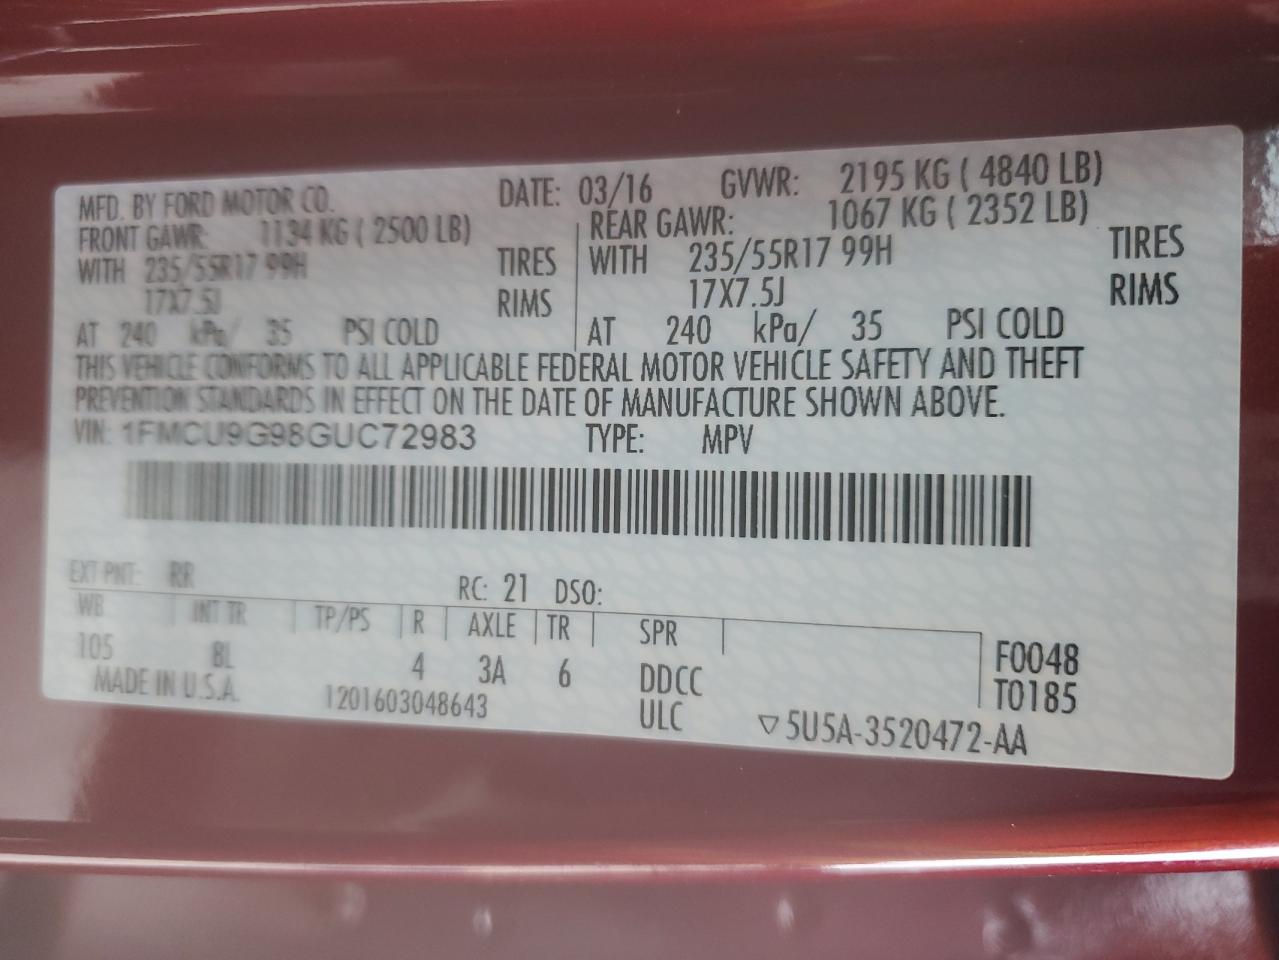 MFD. BY FORD MOTOR CO. DATE: 03/16 GVWR: 2195 KG ( 4840 LB)
FRONT GAWR: 1134 KG ( 2500 LB) REAR GAWR: 1067 KG ( 2352 LB)
WITH 235/55R17 99H TIRES WITH 235/55R17 99H TIRES
17X7.5J RIMS 17X7.5J RIMS
AT 240 kPa/ 35 PSI COLD AT 240 kPa/ 35 PSI COLD
THIS VEHICLE CONFORMS TO ALL APPLICABLE FEDERAL MOTOR VEHICLE SAFETY AND THEFT
PREVENTION STANDARDS IN EFFECT ON THE DATE OF MANUFACTURE SHOWN ABOVE.
VIN: 1FMCU9G98GUC72983 TYPE: MPV
EXT PNT: RR RC: 21 DSO:
WB INT TR TP/PS R AXLE TR SPR
105 BL 4 3A 6 DDCC F0048
MADE IN U.S.A. 1201603048643 ULC T0185
▽5U5A-3520472-AA